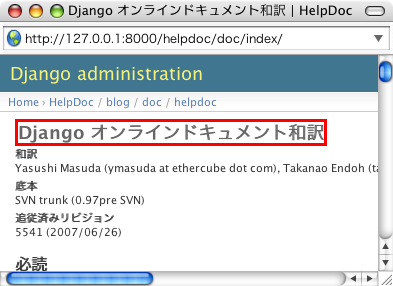 Django オンラインドキュメント和訳 | HelpDoc
http://127.0.0.1:8000/helpdoc/doc/index/
Django administration
Home › HelpDoc / blog / doc / helpdoc
Django オンラインドキュメント和訳
和訳
Yasushi Masuda (ymasuda at ethercube dot com), Takanao Endoh (ta
底本
SVN trunk (0.97pre SVN)
追従済みリビジョン
5541 (2007/06/26)
必読